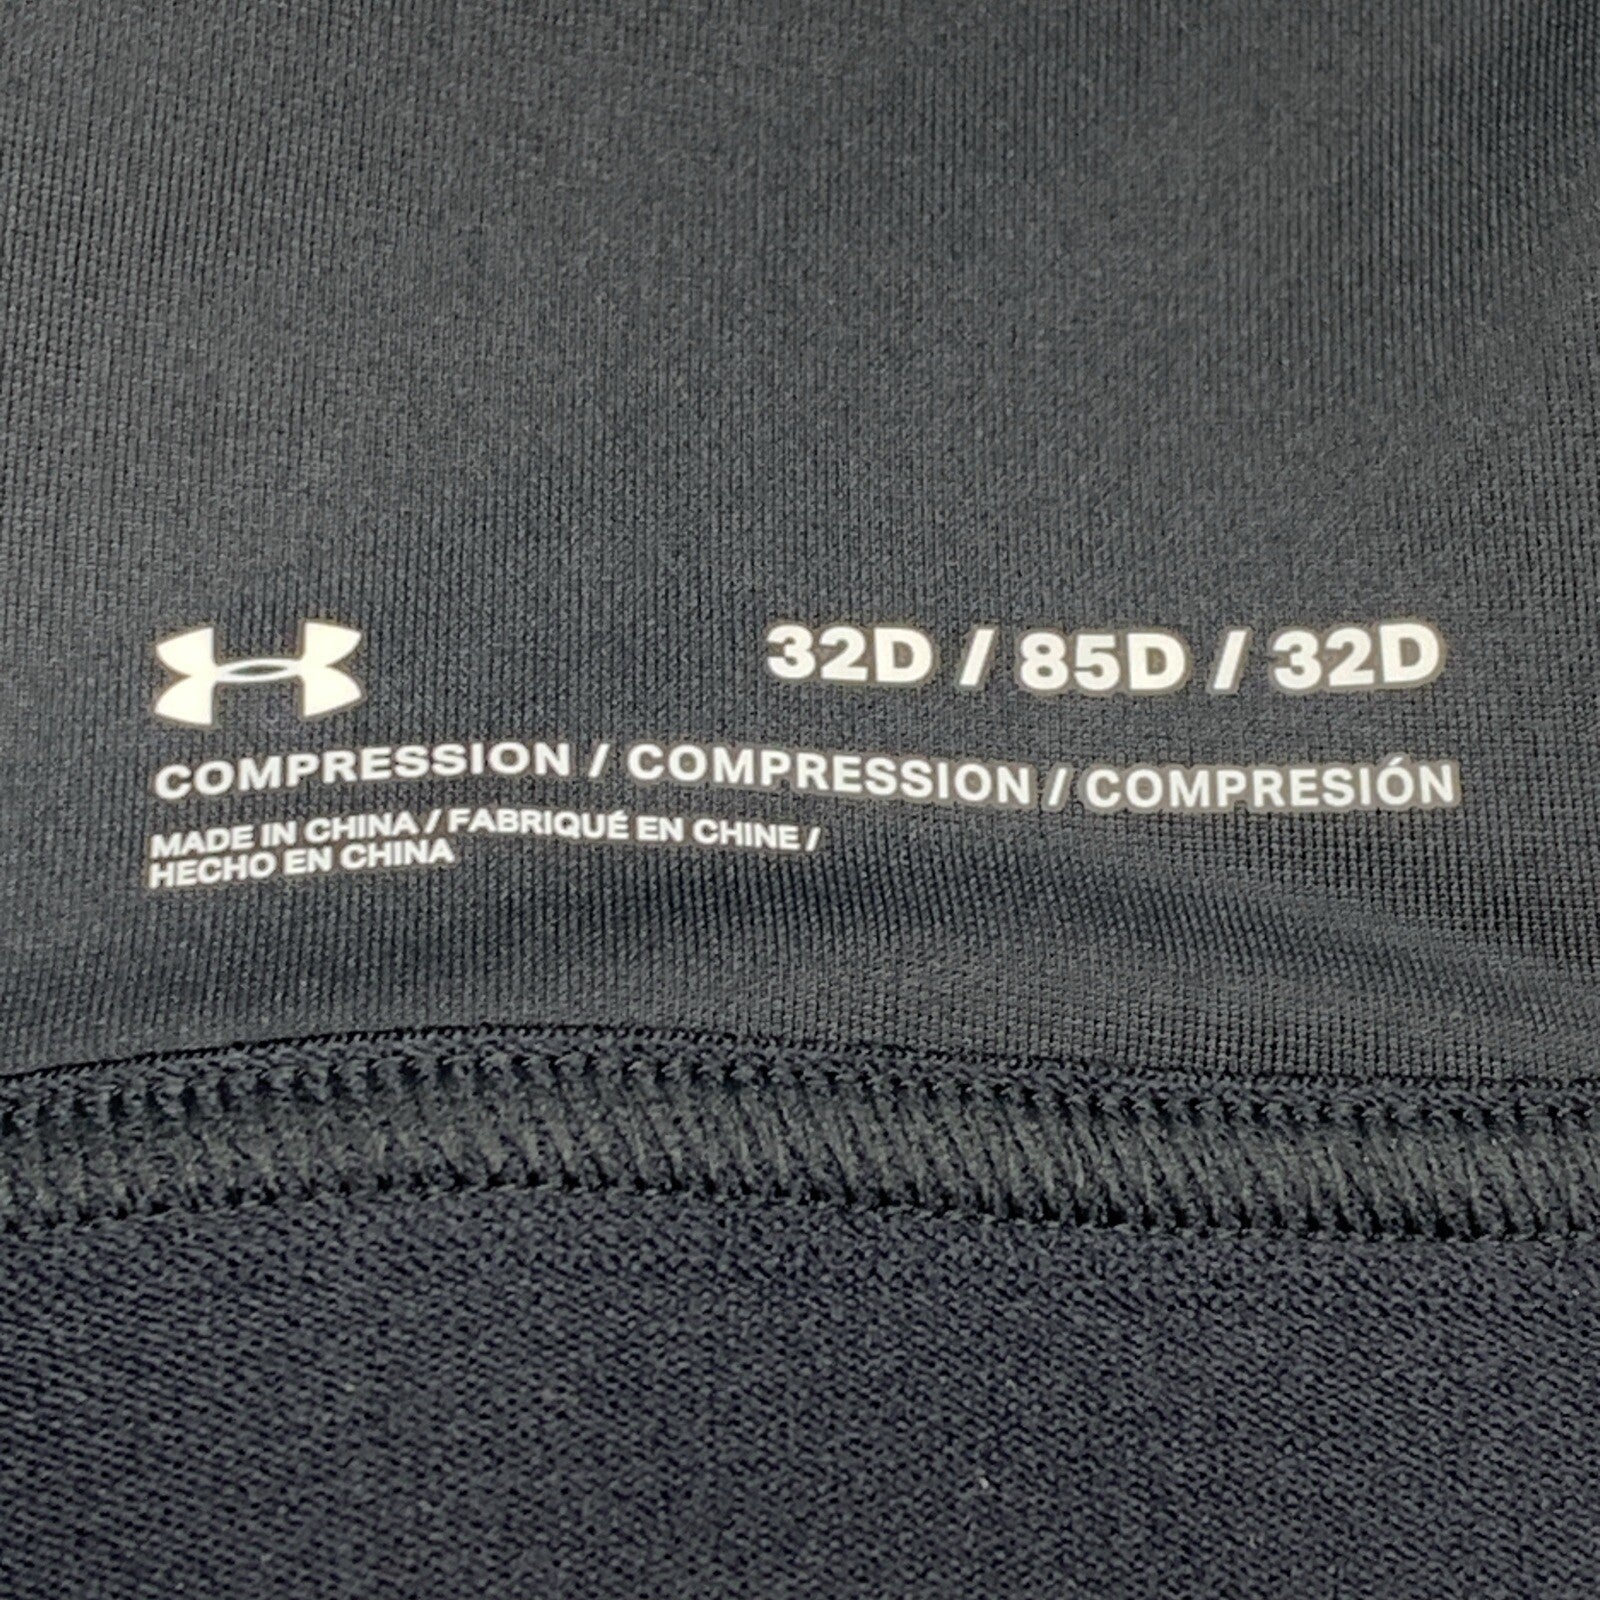 32D / 85D / 32D
COMPRESSION / COMPRESSION / COMPRESIÓN
MADE IN CHINA / FABRIQUÉ EN CHINE /
HECHO EN CHINA